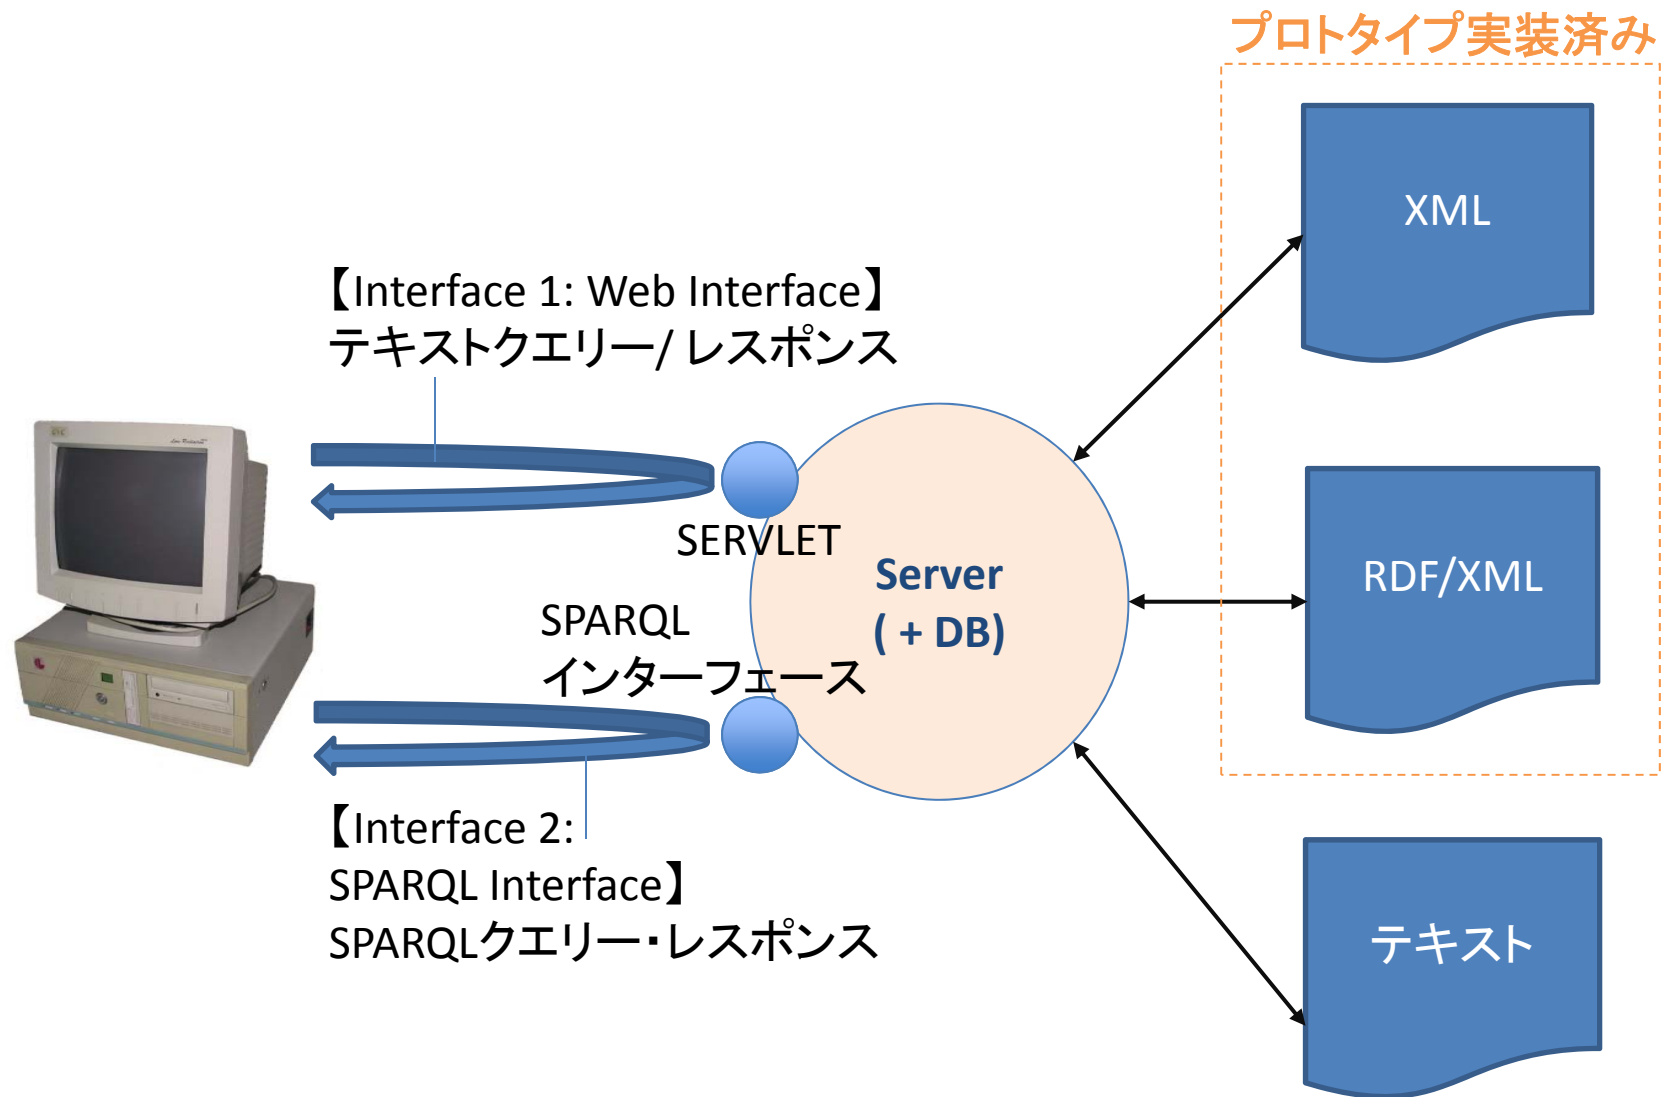 プロトタイプ実装済み
XML
【Interface 1: Web Interface】
テキストクエリー/ レスポンス
SERVLET
Server
( + DB)
RDF/XML
SPARQL
インターフェース
【Interface 2:
SPARQL Interface】
SPARQLクエリー・レスポンス
テキスト